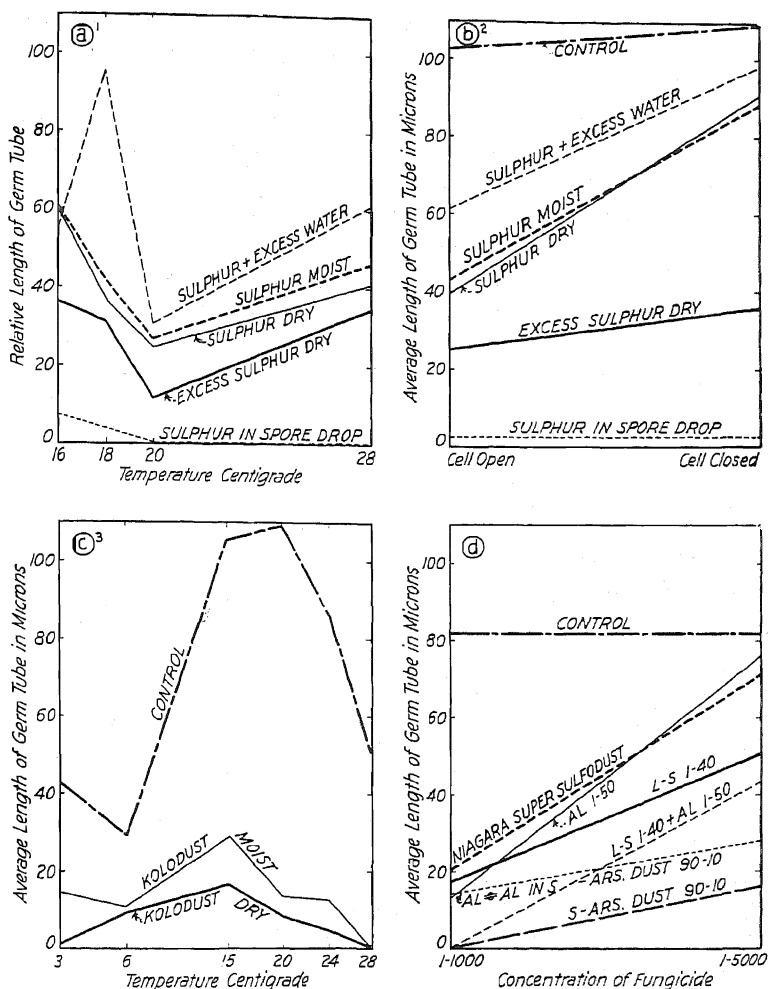 a¹
Relative Length of Germ Tube
100
80
60
40
20
0
SULPHUR + EXCESS WATER
SULPHUR MOIST
SULPHUR DRY
EXCESS SULPHUR DRY
SULPHUR IN SPORE DROP
16 18 20 28
Temperature Centigrade
b²
Average Length of Germ Tube in Microns
100
80
60
40
20
0
CONTROL
SULPHUR + EXCESS WATER
SULPHUR MOIST
SULPHUR DRY
EXCESS SULPHUR DRY
SULPHUR IN SPORE DROP
Cell Open Cell Closed
c³
Average Length of Germ Tube in Microns
100
80
60
40
20
0
CONTROL
KOLODUST MOIST
KOLODUST DRY
3 6 15 20 24 28
Temperature Centigrade
d
Average Length of Germ Tube in Microns
100
80
60
40
20
0
CONTROL
NIAGARA SUPER SULFODUST
AL 1-50
L-S 1-40
L-S 1-40 + AL 1-50
AL IN S -ARS. DUST 90-10
S-ARS. DUST 90-10
1-1000 1-5000
Concentration of Fungicide